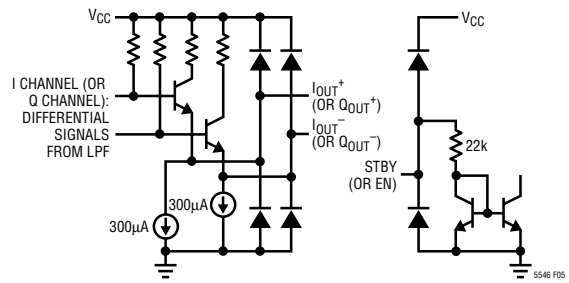 VCC
I CHANNEL (OR
Q CHANNEL):
DIFFERENTIAL
SIGNALS
FROM LPF
IOUT+
(OR QOUT+)
IOUT–
(OR QOUT–)
300µA
300µA
VCC
22k
STBY
(OR EN)
5546 F05